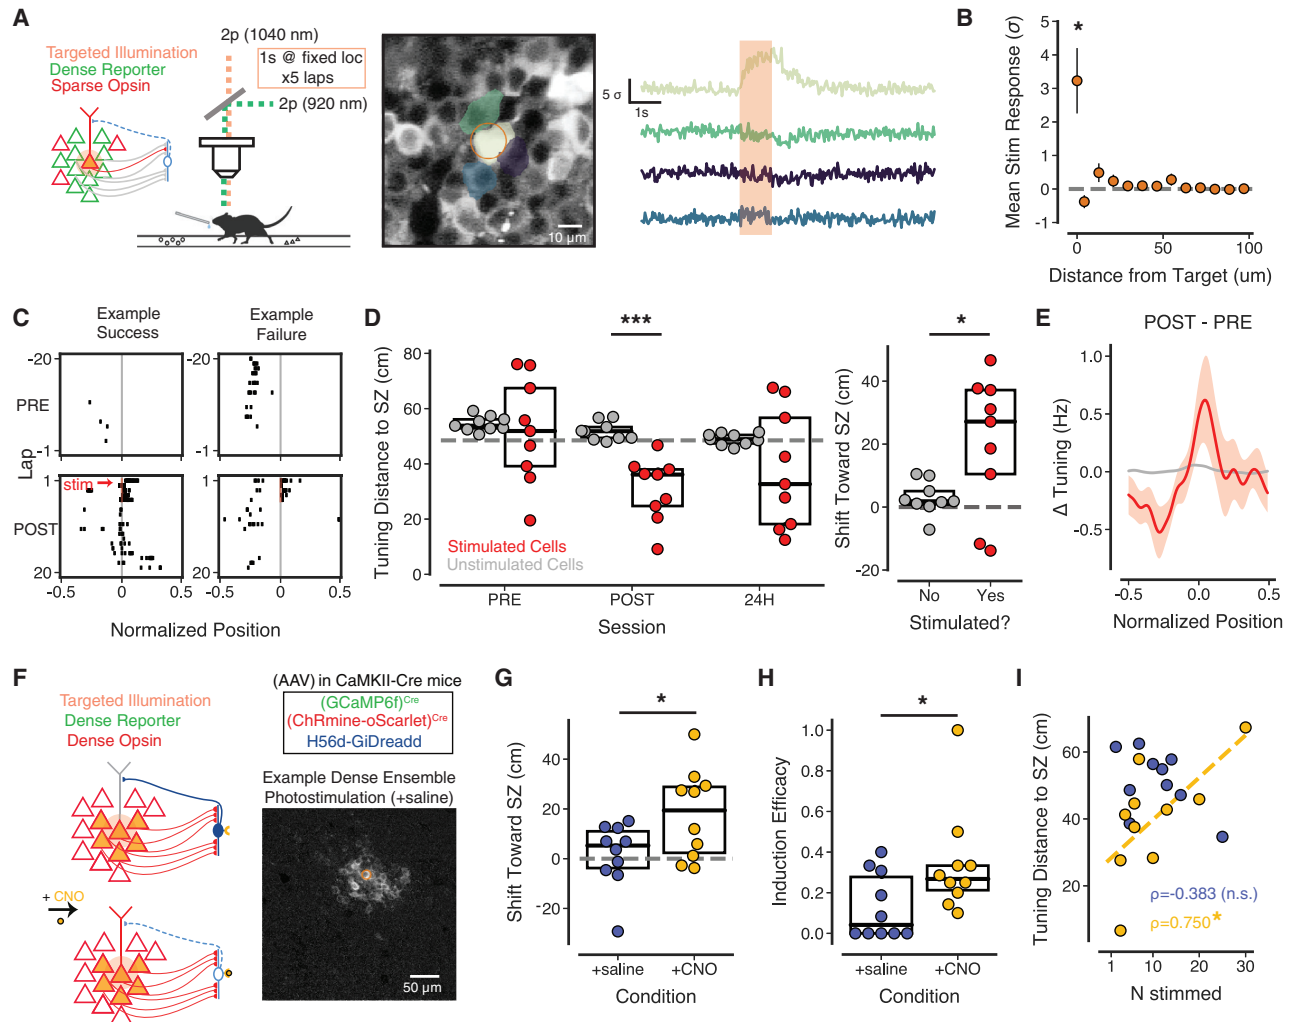 A
Targeted Illumination
Dense Reporter
Sparse Opsin
2p (1040 nm)
1s @ fixed loc
x5 laps
2p (920 nm)
10 µm
5 σ
1s
B
Mean Stim Response (σ)
5
4
3
2
1
0
-1
*
0
50
100
Distance from Target (um)
C
Example
Success
Example
Failure
-20
PRE
-1
-20
-1
Lap
1
stim
POST
20
1
20
-0.5
0
0.5
-0.5
0
0.5
Normalized Position
D
***
Tuning Distance to SZ (cm)
80
60
40
20
0
Stimulated Cells
Unstimulated Cells
PRE
POST
24H
Session
*
Shift Toward SZ (cm)
40
20
0
-20
No
Yes
Stimulated?
E
POST - PRE
Δ Tuning (Hz)
1.0
0.5
0.0
-0.5
-0.5
0.0
0.5
Normalized Position
F
Targeted Illumination
Dense Reporter
Dense Opsin
+ CNO
(AAV) in CaMKII-Cre mice
(GCaMP6f)Cre
(ChRmine-oScarlet)Cre
H56d-GiDreadd
Example Dense Ensemble
Photostimulation (+saline)
50 µm
G
*
Shift Toward SZ (cm)
40
20
0
-20
+saline
+CNO
Condition
H
*
Induction Efficacy
1.0
0.8
0.6
0.4
0.2
0.0
+saline
+CNO
Condition
I
Tuning Distance to SZ (cm)
60
40
20
ρ=-0.383 (n.s.)
ρ=0.750*
1
10
20
30
N stimmed